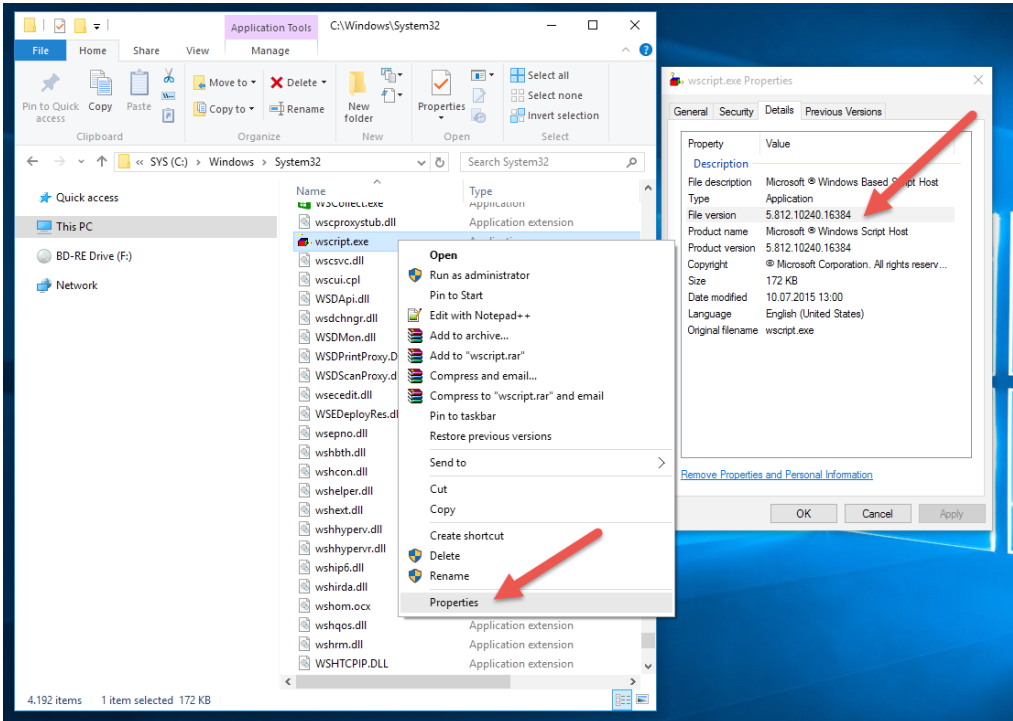 Application Tools
C:\Windows\System32
File
Home
Share
View
Manage
Pin to Quick access
Copy
Paste
Clipboard
Move to
Copy to
Delete
Rename
Organize
New folder
New
Properties
Open
Select all
Select none
Invert selection
Select
« SYS (C:) > Windows > System32
Search System32
Quick access
This PC
BD-RE Drive (F:)
Network
Name
Type
WSCollect.exe
Application
wscproxystub.dll
Application extension
wscript.exe
wscsvc.dll
wscui.cpl
WSDApi.dll
wsdchngr.dll
WSDMon.dll
WSDPrintProxy.D
WSDScanProxy.d
wsecedit.dll
WSEDeployRes.dl
wsepno.dll
wshbth.dll
wshcon.dll
wshelper.dll
wshext.dll
wshhyperv.dll
wshhypervr.dll
wship6.dll
wshirda.dll
wshom.ocx
wshqos.dll
Application extension
wshrm.dll
Application extension
WSHTCPIP.DLL
Application extension
4.192 items
1 item selected 172 KB
Open
Run as administrator
Pin to Start
Edit with Notepad++
Add to archive...
Add to "wscript.rar"
Compress and email...
Compress to "wscript.rar" and email
Pin to taskbar
Restore previous versions
Send to
Cut
Copy
Create shortcut
Delete
Rename
Properties
wscript.exe Properties
General
Security
Details
Previous Versions
Property
Value
Description
File description
Microsoft ® Windows Based Script Host
Type
Application
File version
5.812.10240.16384
Product name
Microsoft ® Windows Script Host
Product version
5.812.10240.16384
Copyright
© Microsoft Corporation. All rights reserv...
Size
172 KB
Date modified
10.07.2015 13:00
Language
English (United States)
Original filename
wscript.exe
Remove Properties and Personal Information
OK
Cancel
Apply